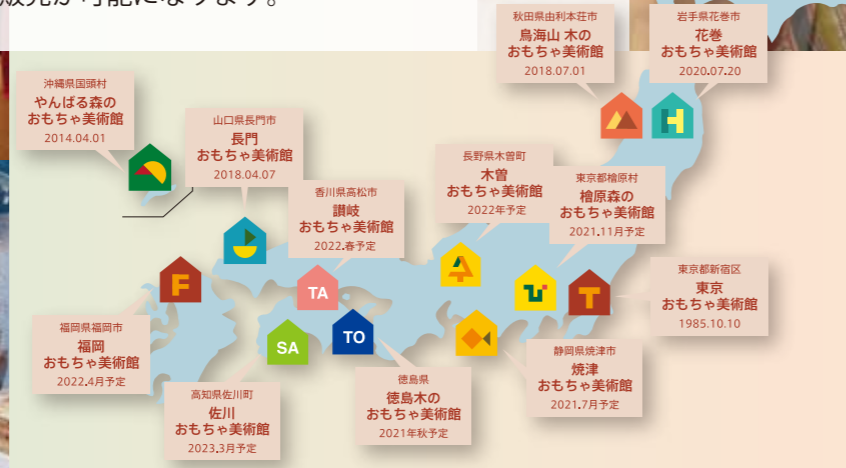 販売が可能になります。
秋田県由利本荘市
鳥海山 木の
おもちゃ美術館
2018.07.01
岩手県花巻市
花巻
おもちゃ美術館
2020.07.20
沖縄県国頭村
やんばる森の
おもちゃ美術館
2014.04.01
山口県長門市
長門
おもちゃ美術館
2018.04.07
香川県高松市
讃岐
おもちゃ美術館
2022.春予定
長野県木曽町
木曽
おもちゃ美術館
2022年予定
東京都檜原村
檜原森の
おもちゃ美術館
2021.11月予定
東京都新宿区
東京
おもちゃ美術館
1985.10.10
福岡県福岡市
福岡
おもちゃ美術館
2022.4月予定
高知県佐川町
佐川
おもちゃ美術館
2023.3月予定
徳島県
徳島木の
おもちゃ美術館
2021年秋予定
静岡県焼津市
焼津
おもちゃ美術館
2021.7月予定
H
F
TA
SA
TO
T